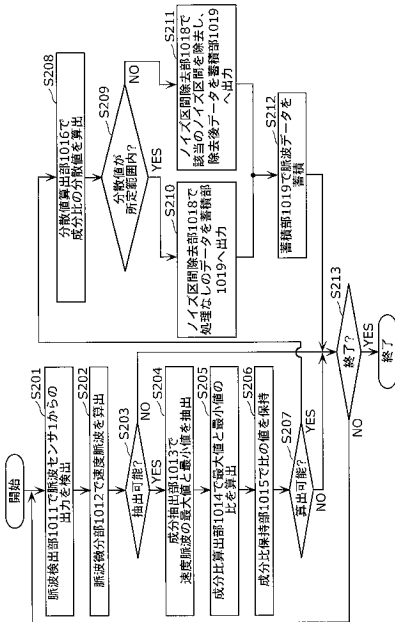 開始
S201
脈波検出部1011で脈波センサ1からの
出力を検出
S202
脈波微分部1012で速度脈波を算出
S203
抽出可能?
NO
YES
S204
成分抽出部1013で
速度脈波の最大値と最小値を抽出
S205
成分比算出部1014で最大値と最小値の
比を算出
S206
成分比保持部1015で比の値を保持
S207
算出可能?
NO
YES
S208
分散値算出部1016で
成分比の分散値を算出
S209
分散値が
所定範囲内?
NO
YES
S210
ノイズ区間除去部1018で
処理なしのデータを蓄積部
1019へ出力
S211
ノイズ区間除去部1018で
該当のノイズ区間を除去し、
除去後データを蓄積部1019
へ出力
S212
蓄積部1019で脈波データを
蓄積
S213
終了?
NO
YES
終了